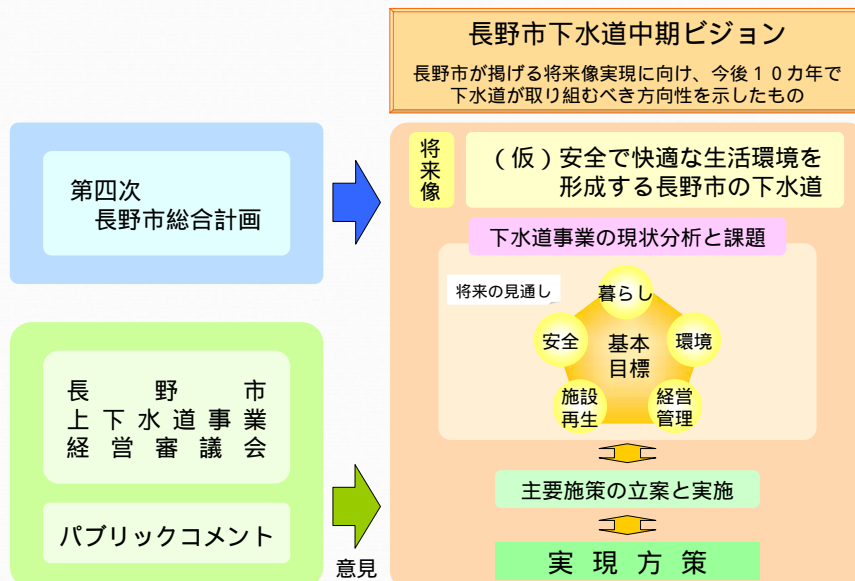 長野市下水道中期ビジョン
長野市が掲げる将来像実現に向け、今後１０カ年で
下水道が取り組むべき方向性を示したもの
第四次
長野市総合計画
将来像
（仮）安全で快適な生活環境を
形成する長野市の下水道
下水道事業の現状分析と課題
将来の見通し
暮らし
安全
基本
目標
環境
施設
再生
経営
管理
長野市
上下水道事業
経営審議会
パブリックコメント
意見
主要施策の立案と実施
実現方策